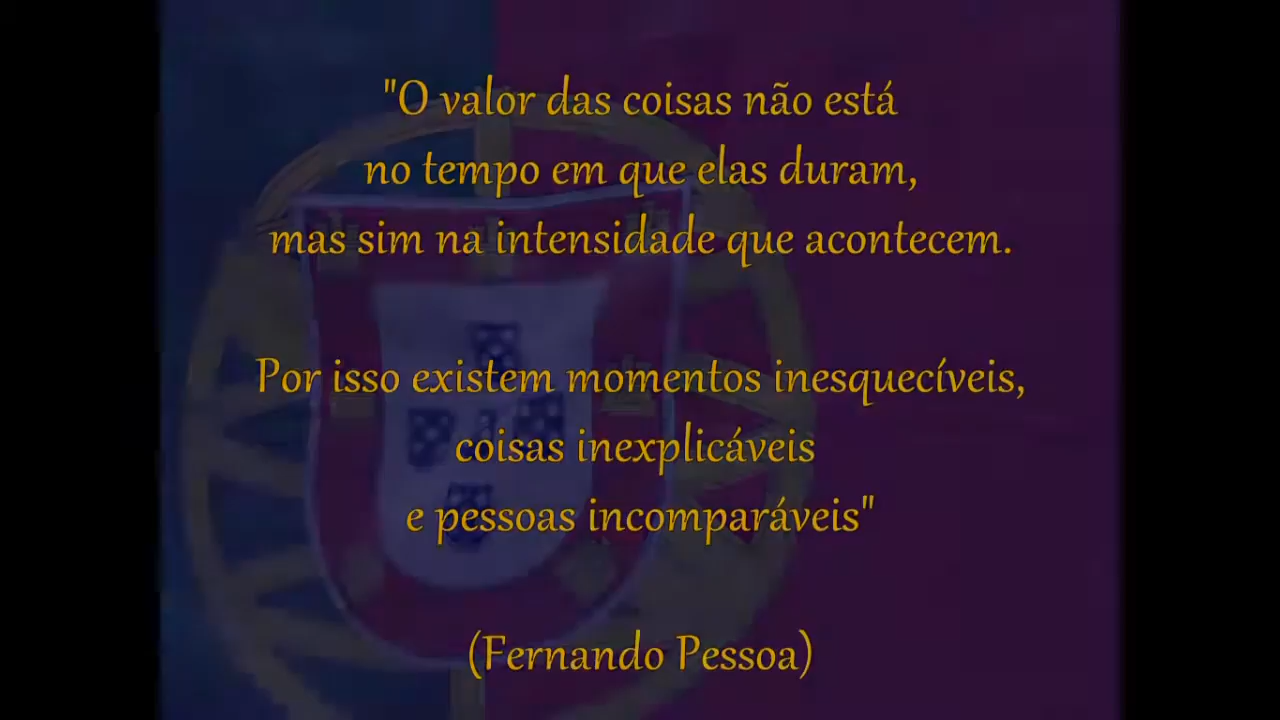 "O valor das coisas não está
no tempo em que elas duram,
mas sim na intensidade que acontecem.
Por isso existem momentos inesquecíveis,
coisas inexplicáveis
e pessoas incomparáveis"
(Fernando Pessoa)